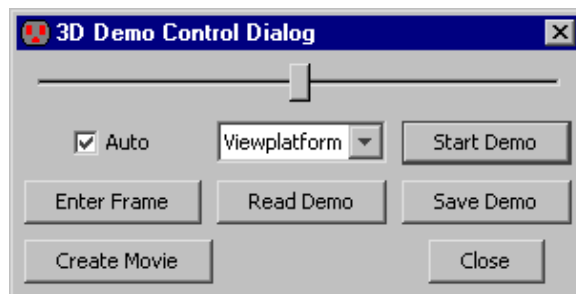 3D Demo Control Dialog
Auto Viewplatform Start Demo
Enter Frame Read Demo Save Demo
Create Movie Close